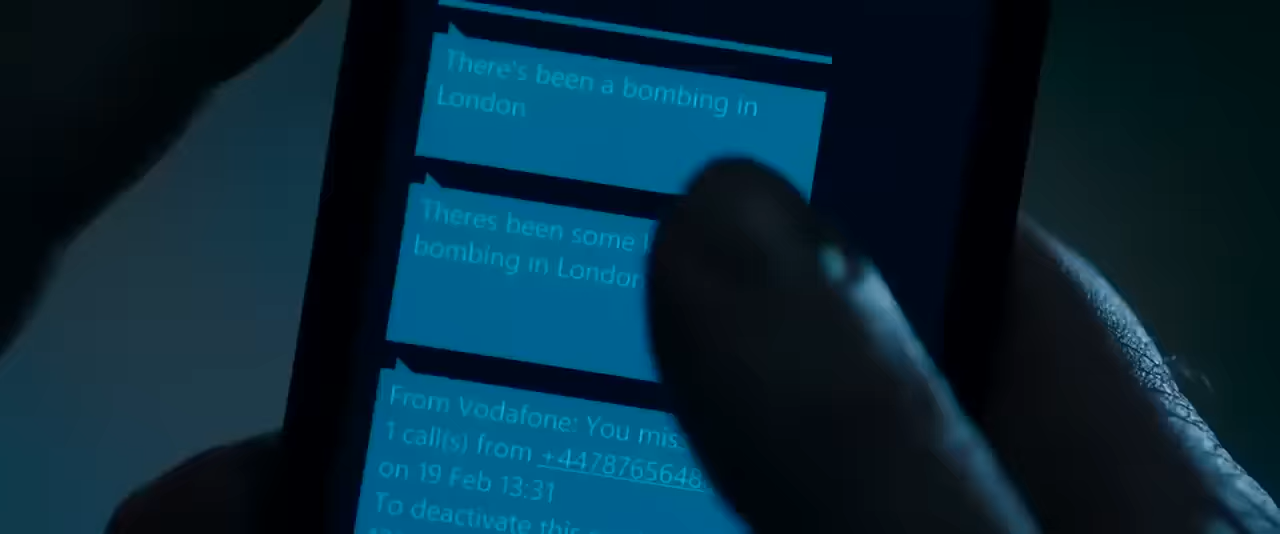 There's been a bombing in
London
Theres been some
bombing in London
From Vodafone: You
1 call(s) from
on 19 Feb 13:31
To deactivate this